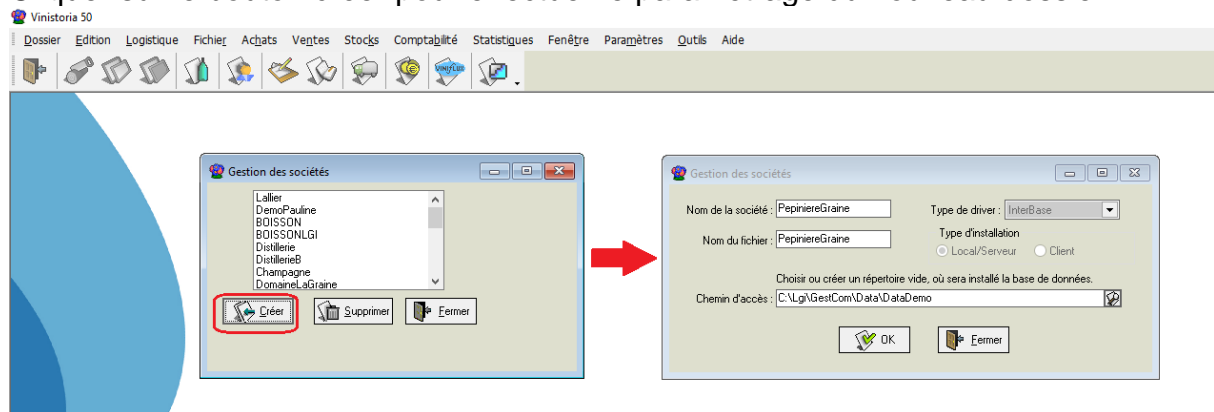 Vinistoria 50
Dossier Edition Logistique Fichier Achats Ventes Stocks Comptabilité Statistiques Fenêtre Paramètres Outils Aide
VINIFLUX
Gestion des sociétés
Lallier
DemoPauline
BOISSON
BOISSONLGI
Distillerie
DistillerieB
Champagne
DomaineLaGraine
Créer Supprimer Fermer
Gestion des sociétés
Nom de la société : PepiniereGraine Type de driver : InterBase
Nom du fichier : PepiniereGraine Type d'installation
Local/Serveur Client
Choisir ou créer un répertoire vide, où sera installé la base de données.
Chemin d'accès : C:\Lgi\GestCom\Data\DataDemo
OK Fermer